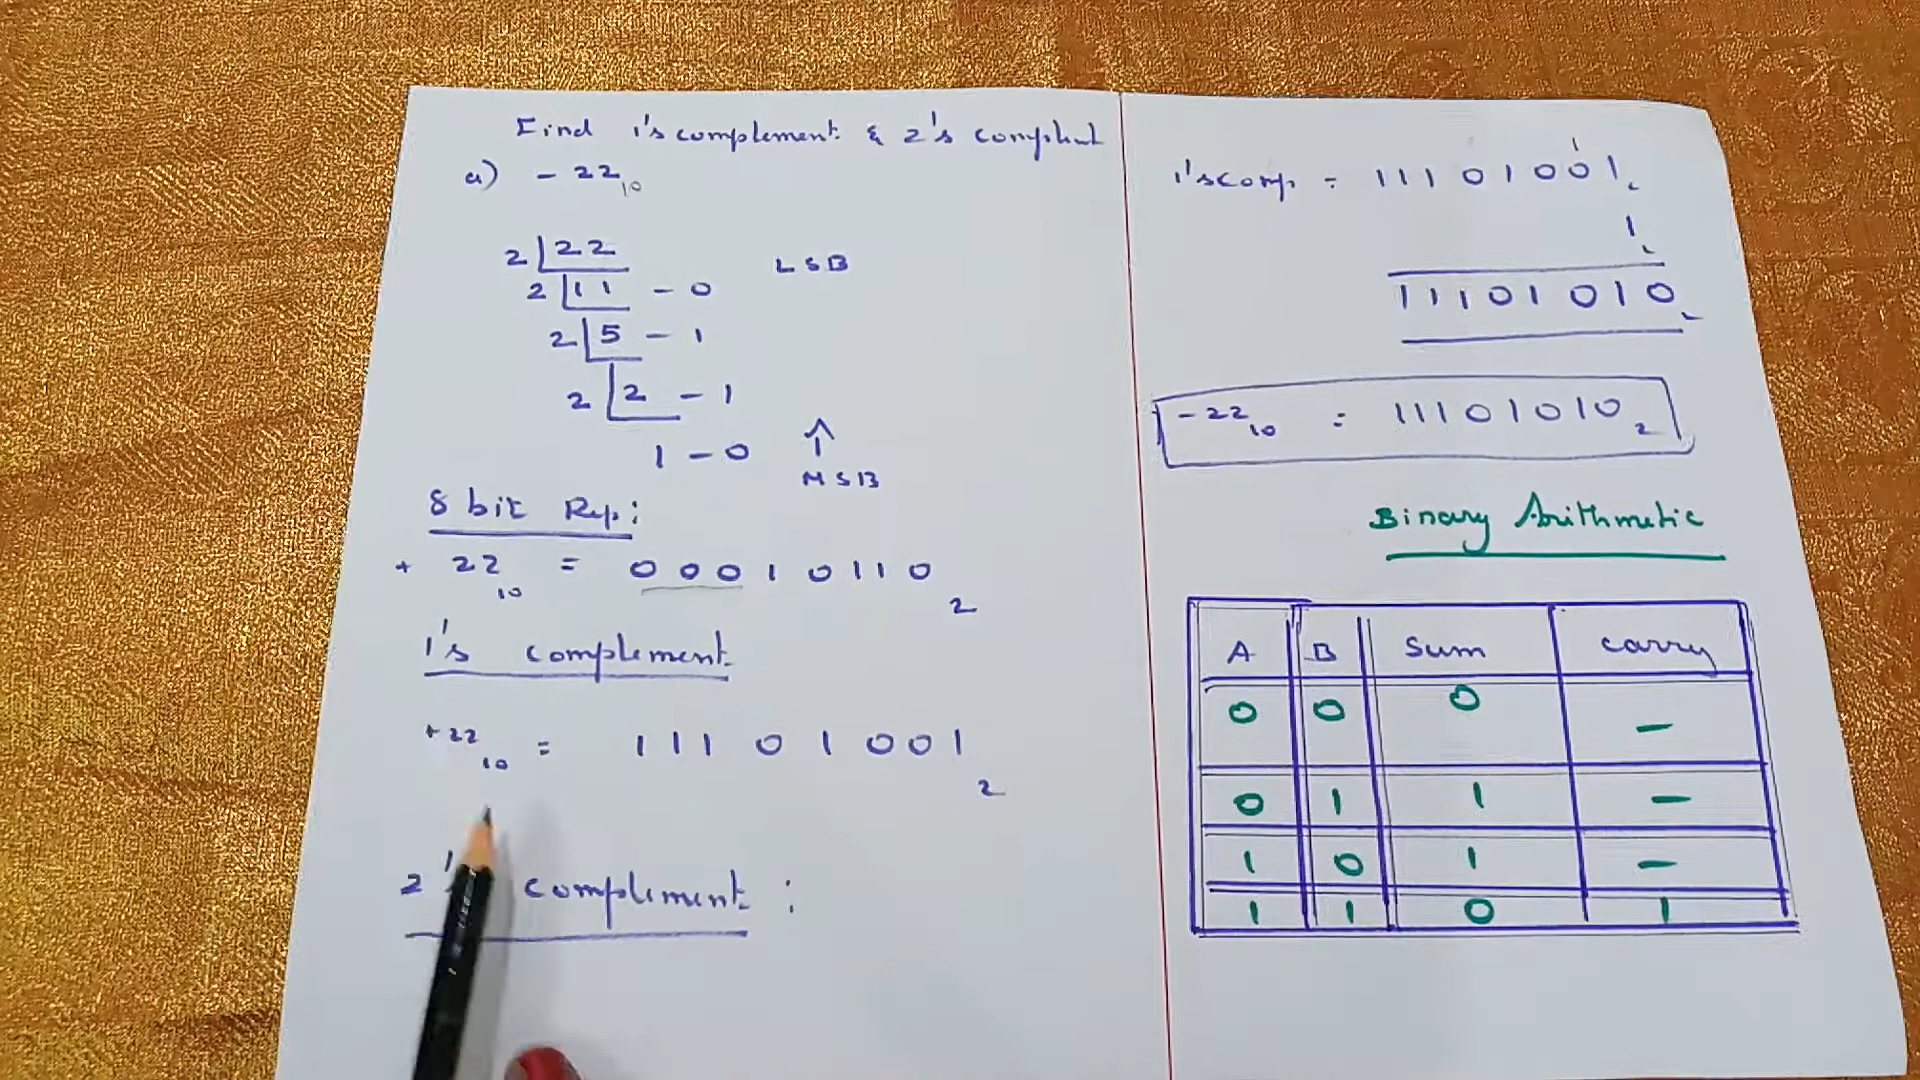 Find 1's complement & 2's complent
a) - 22₁₀
2 22
2 11 - 0 LSB
2 5 - 1
2 2 - 1
1 - 0
MSB
8 bit Rep:
+ 22₁₀ = 00010110₂
1's complement
+22₁₀ = 11101001₂
2's complement :
1
1's comp = 11101001₂
1₂
11101010₂
-22₁₀ = 11101010₂
Binary Arithmetic
A B Sum carry
0 0 0 -
0 1 1 -
1 0 1 -
1 1 0 1